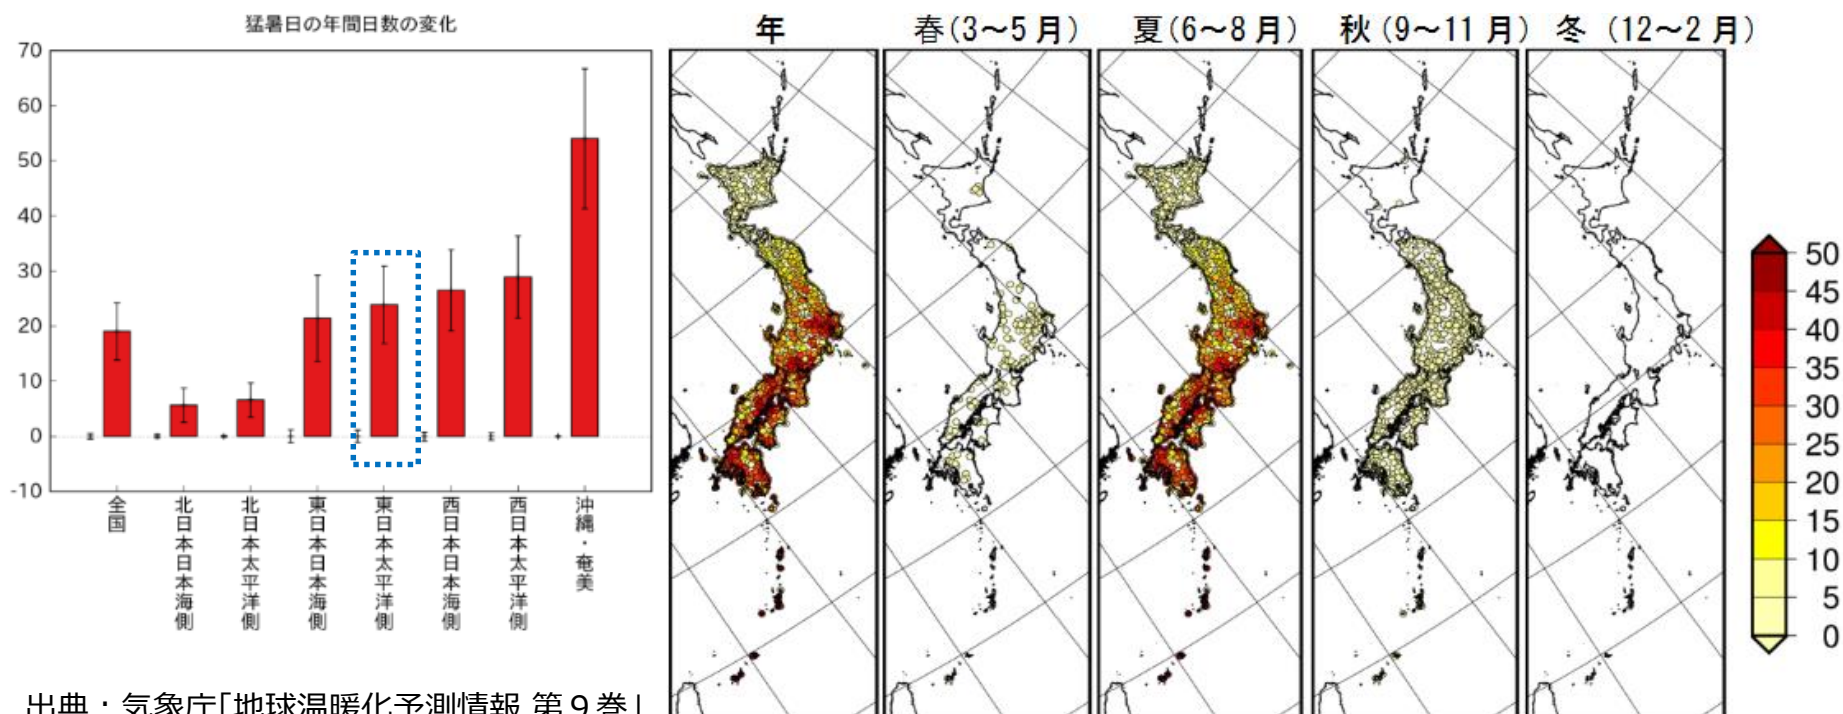 猛暑日の年間日数の変化
70
60
50
40
30
20
10
0
-10
全国
北日本日本海側
北日本太平洋側
東日本日本海側
東日本太平洋側
西日本日本海側
西日本太平洋側
沖縄・奄美
出典：気象庁「地球温暖化予測情報 第９巻」
年
春(3～5月)
夏(6～8月)
秋(9～11月)
冬 (12～2月)
50
45
40
35
30
25
20
15
10
5
0